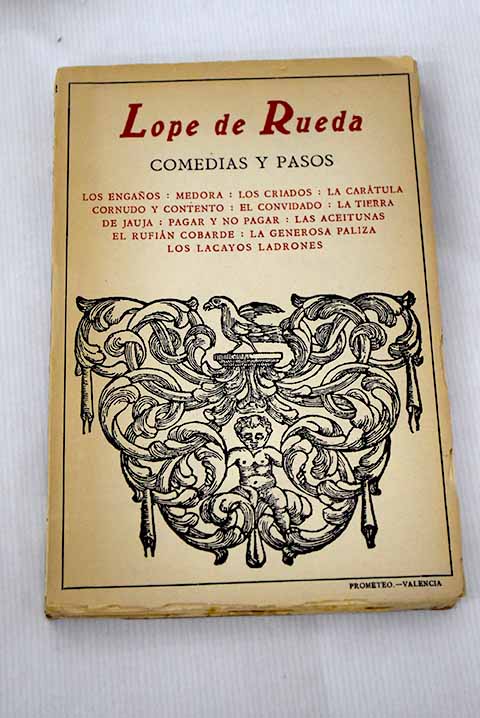 Lope de Rueda
COMEDIAS Y PASOS
LOS ENGAÑOS : MEDORA : LOS CRIADOS : LA CARÁTULA
CORNUDO Y CONTENTO : EL CONVIDADO : LA TIERRA
DE JAUJA : PAGAR Y NO PAGAR : LAS ACEITUNAS
EL RUFIÁN COBARDE : LA GENEROSA PALIZA
LOS LACAYOS LADRONES
PROMETEO.—VALENCIA